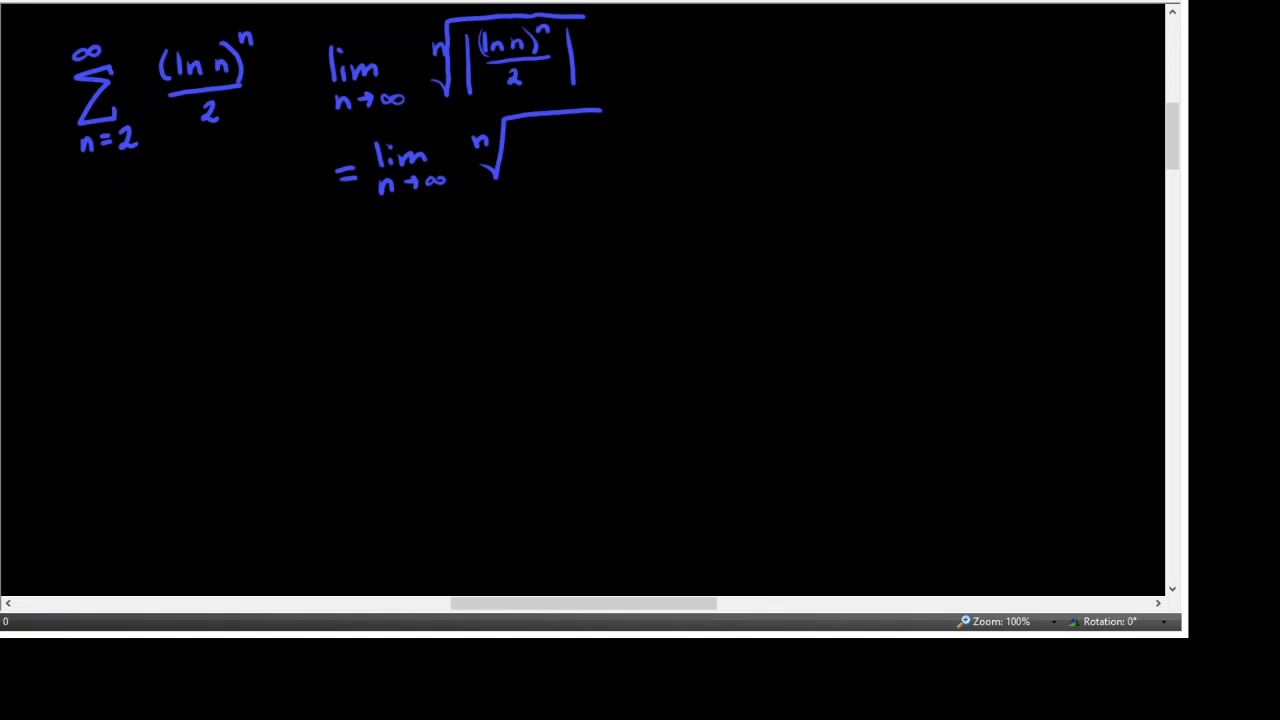 ∞
∑ (ln n)^n / 2
n=2
lim n→∞ ⁿ√|(ln n)^n / 2|
= lim n→∞ ⁿ√
0
Zoom: 100%
Rotation: 0°